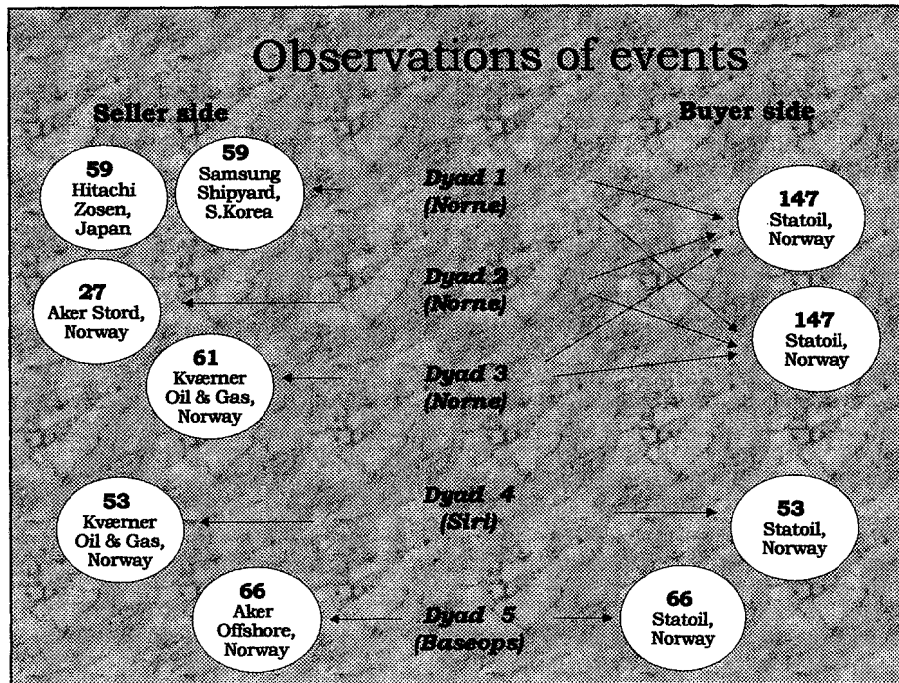 Observations of events
Seller side
Buyer side
59
Hitachi
Zosen,
Japan
59
Samsung
Shipyard,
S.Korea
Dyad 1
(Norne)
147
Statoil,
Norway
27
Aker Stord,
Norway
Dyad 2
(Norne)
147
Statoil,
Norway
61
Kværner
Oil & Gas,
Norway
Dyad 3
(Norne)
53
Kværner
Oil & Gas,
Norway
Dyad 4
(Siri)
53
Statoil,
Norway
66
Aker
Offshore,
Norway
Dyad 5
(Baseops)
66
Statoil,
Norway